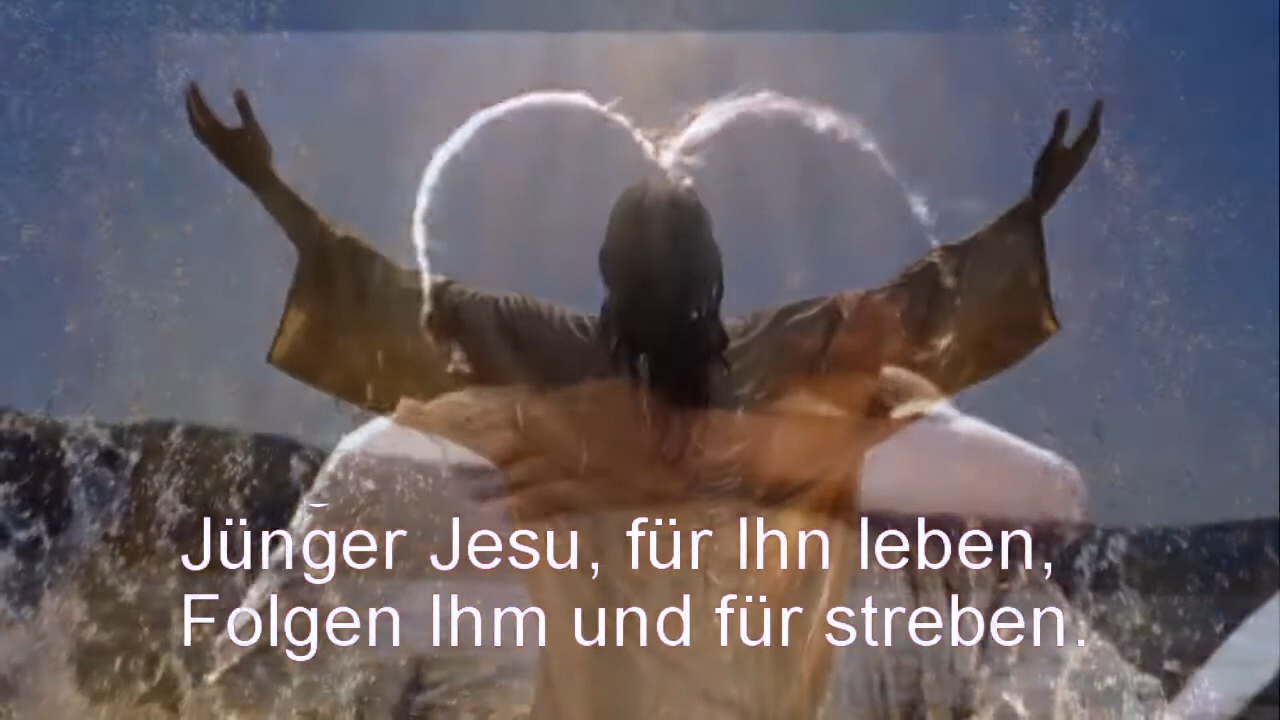 Jünger Jesu, für Ihn leben,
Folgen Ihm und für streben.